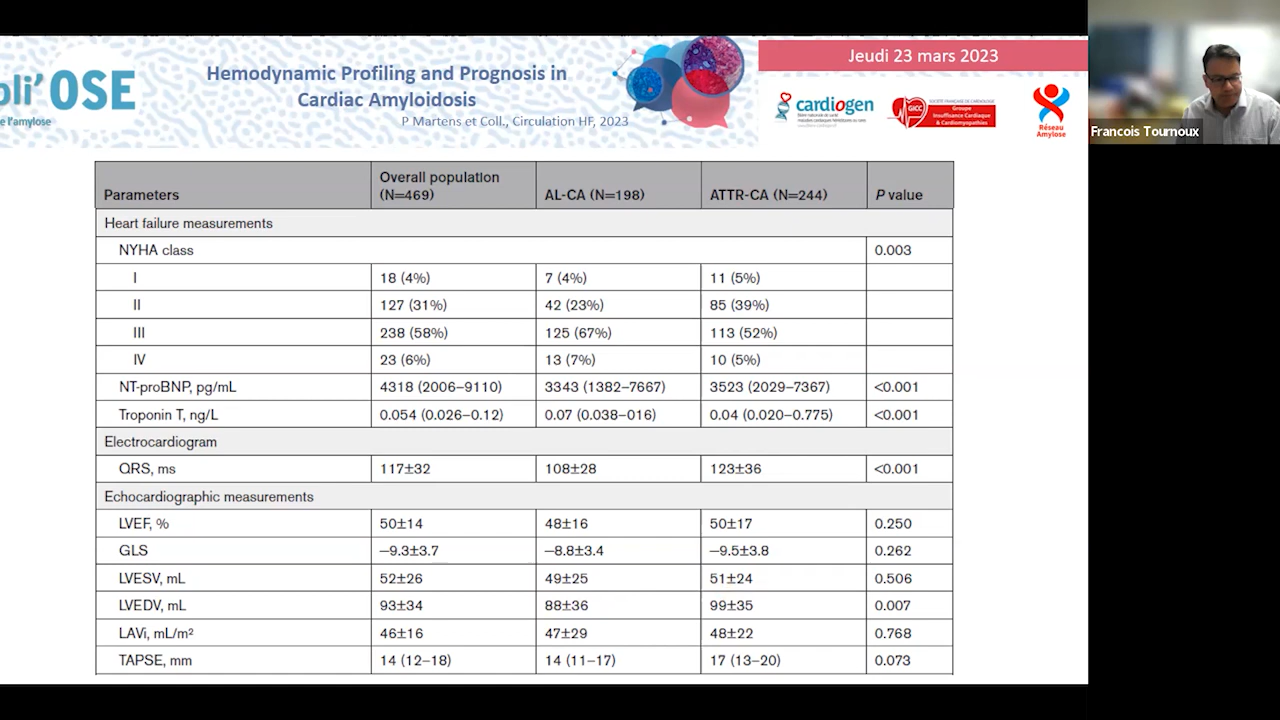 oli'OSE
e l'amylose
Hemodynamic Profiling and Prognosis in
Cardiac Amyloidosis
P Martens et Coll., Circulation HF, 2023
Jeudi 23 mars 2023
cardiogen
GICC
SOCIÉTÉ FRANÇAISE DE CARDIOLOGIE
Groupe
Insuffisance Cardiaque
& Cardiomyopathies
Réseau
Amylose
Francois Tournoux
Parameters Overall population (N=469) AL-CA (N=198) ATTR-CA (N=244) P value
Heart failure measurements
NYHA class 0.003
I 18 (4%) 7 (4%) 11 (5%)
II 127 (31%) 42 (23%) 85 (39%)
III 238 (58%) 125 (67%) 113 (52%)
IV 23 (6%) 13 (7%) 10 (5%)
NT-proBNP, pg/mL 4318 (2006–9110) 3343 (1382–7667) 3523 (2029–7367) <0.001
Troponin T, ng/L 0.054 (0.026–0.12) 0.07 (0.038–016) 0.04 (0.020–0.775) <0.001
Electrocardiogram
QRS, ms 117±32 108±28 123±36 <0.001
Echocardiographic measurements
LVEF, % 50±14 48±16 50±17 0.250
GLS −9.3±3.7 −8.8±3.4 −9.5±3.8 0.262
LVESV, mL 52±26 49±25 51±24 0.506
LVEDV, mL 93±34 88±36 99±35 0.007
LAVi, mL/m² 46±16 47±29 48±22 0.768
TAPSE, mm 14 (12–18) 14 (11–17) 17 (13–20) 0.073